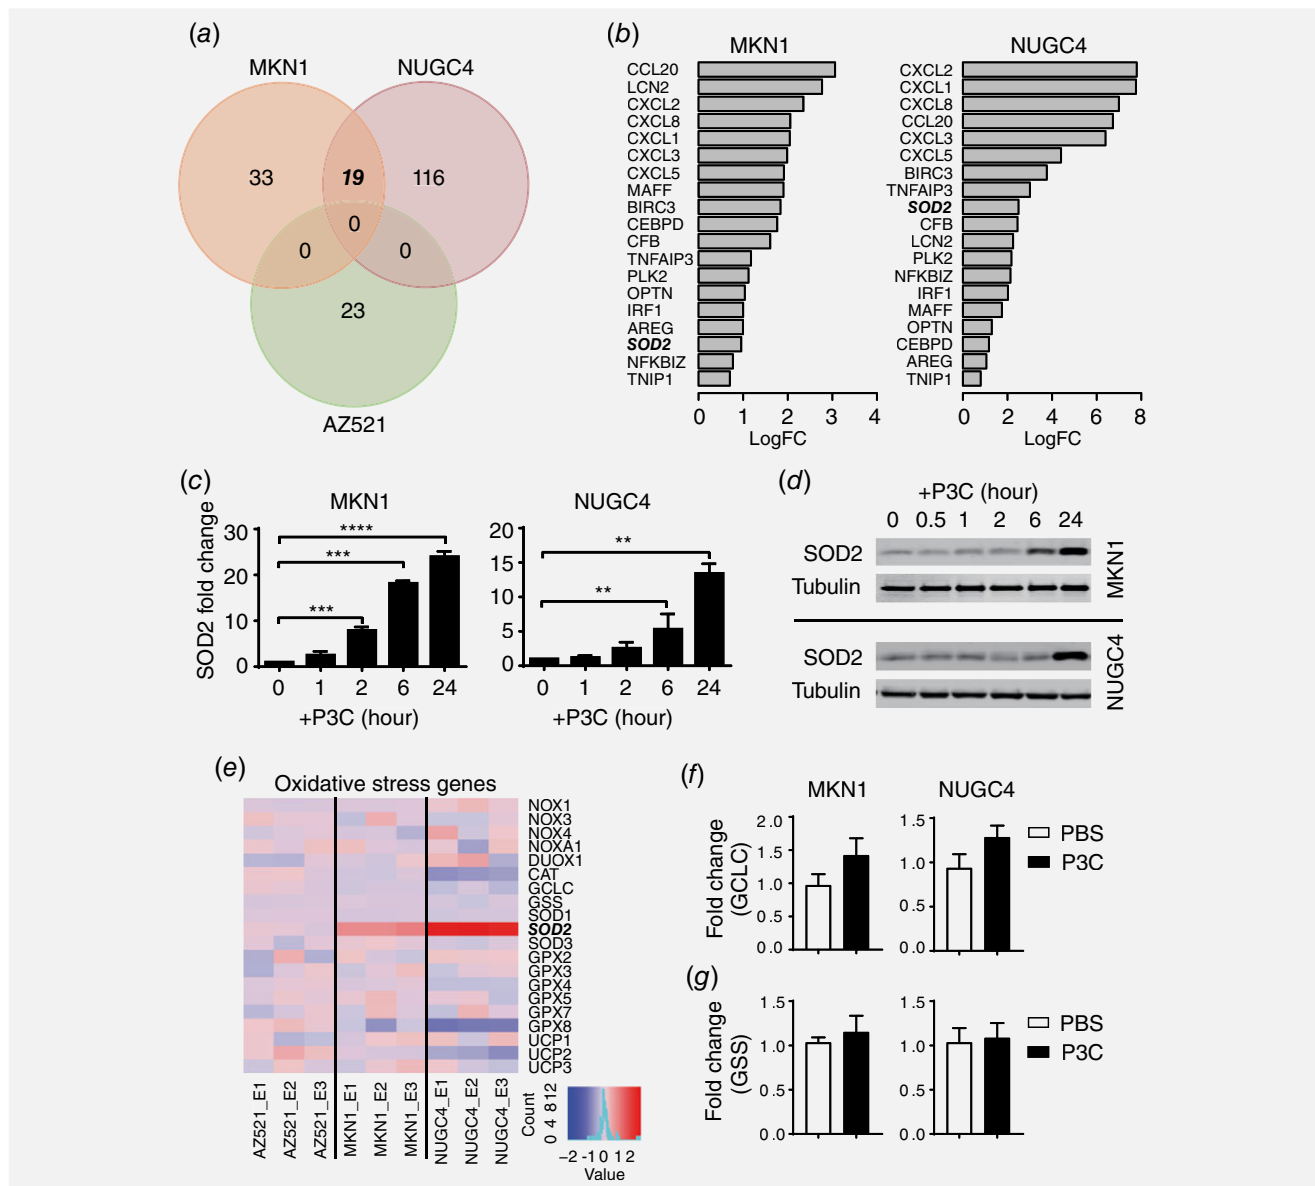 (a)
MKN1
NUGC4
33
19
116
0
0
0
23
AZ521
(b)
MKN1
CCL20
LCN2
CXCL2
CXCL8
CXCL1
CXCL3
CXCL5
MAFF
BIRC3
CEBPD
CFB
TNFAIP3
PLK2
OPTN
IRF1
AREG
SOD2
NFKBIZ
TNIP1
0 1 2 3 4
LogFC
NUGC4
CXCL2
CXCL1
CXCL8
CCL20
CXCL3
CXCL5
BIRC3
TNFAIP3
SOD2
CFB
LCN2
PLK2
NFKBIZ
IRF1
MAFF
OPTN
CEBPD
AREG
TNIP1
0 2 4 6 8
LogFC
(c)
MKN1
SOD2 fold change
30
20
10
0
****
***
***
0 1 2 6 24
+P3C (hour)
NUGC4
20
15
10
5
0
**
**
0 1 2 6 24
+P3C (hour)
(d)
+P3C (hour)
0 0.5 1 2 6 24
SOD2
Tubulin
MKN1
SOD2
Tubulin
NUGC4
(e)
Oxidative stress genes
NOX1
NOX3
NOX4
NOXA1
DUOX1
CAT
GCLC
GSS
SOD1
SOD2
SOD3
GPX2
GPX3
GPX4
GPX5
GPX7
GPX8
UCP1
UCP2
UCP3
AZ521_E1
AZ521_E2
AZ521_E3
MKN1_E1
MKN1_E2
MKN1_E3
NUGC4_E1
NUGC4_E2
NUGC4_E3
Count
0 4 8 12
−2 -1 0 1 2
Value
(f)
MKN1
Fold change
(GCLC)
2.0
1.5
1.0
0.5
0.0
NUGC4
1.5
1.0
0.5
0.0
PBS
P3C
(g)
Fold change
(GSS)
1.5
1.0
0.5
0.0
1.5
1.0
0.5
0.0
PBS
P3C